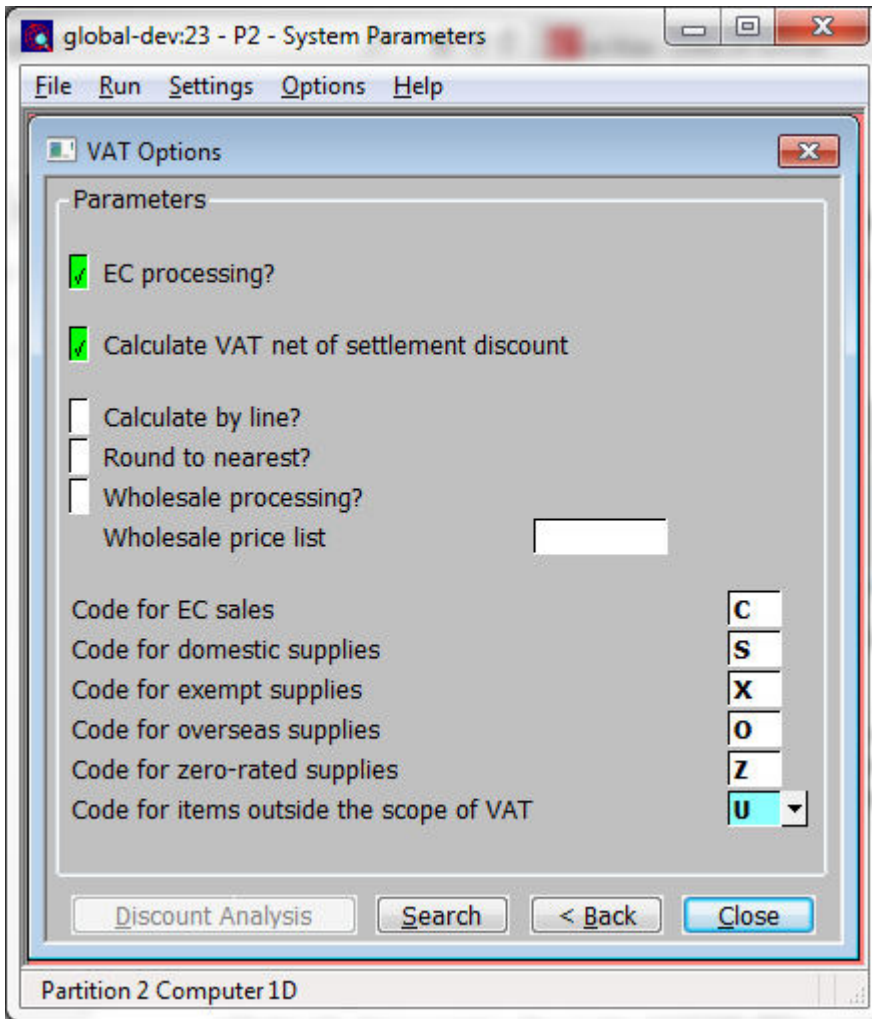 global-dev:23 - P2 - System Parameters
File Run Settings Options Help
VAT Options
Parameters
EC processing?
Calculate VAT net of settlement discount
Calculate by line?
Round to nearest?
Wholesale processing?
Wholesale price list
Code for EC sales C
Code for domestic supplies S
Code for exempt supplies X
Code for overseas supplies O
Code for zero-rated supplies Z
Code for items outside the scope of VAT U
Discount Analysis Search < Back Close
Partition 2 Computer 1D